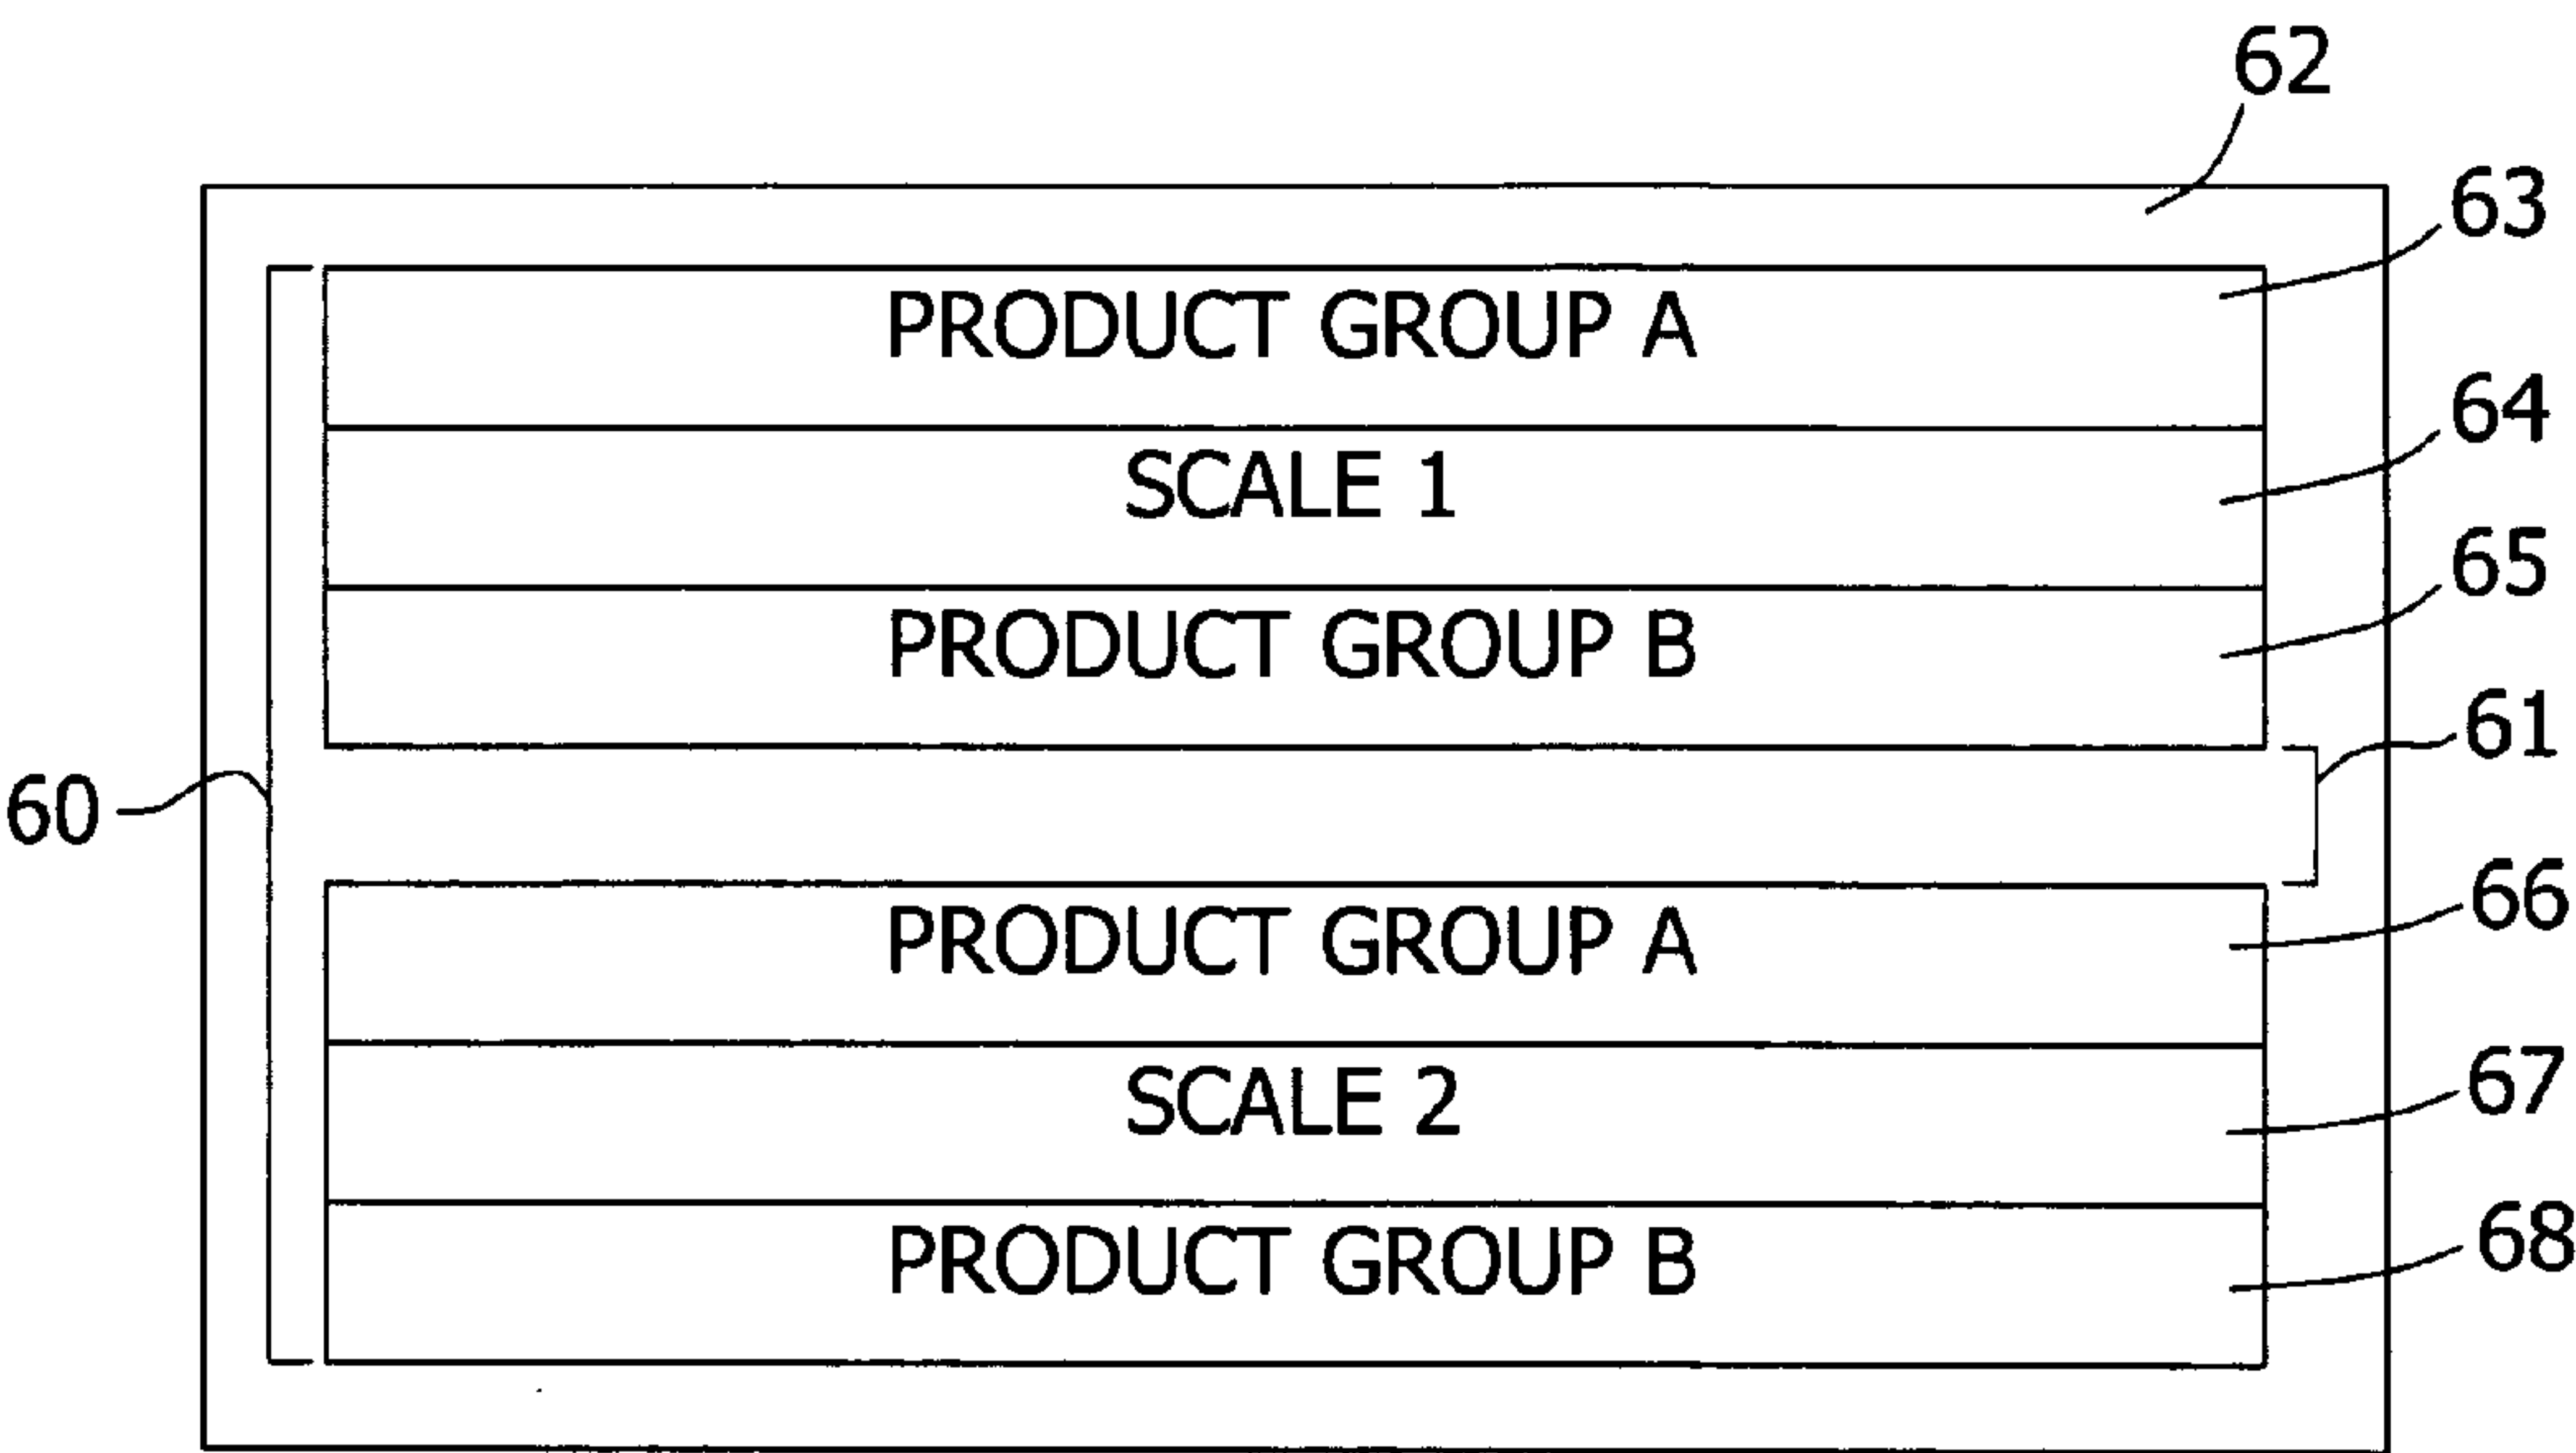 62
63
PRODUCT GROUP A
64
SCALE 1
65
PRODUCT GROUP B
61
60
66
PRODUCT GROUP A
67
SCALE 2
68
PRODUCT GROUP B